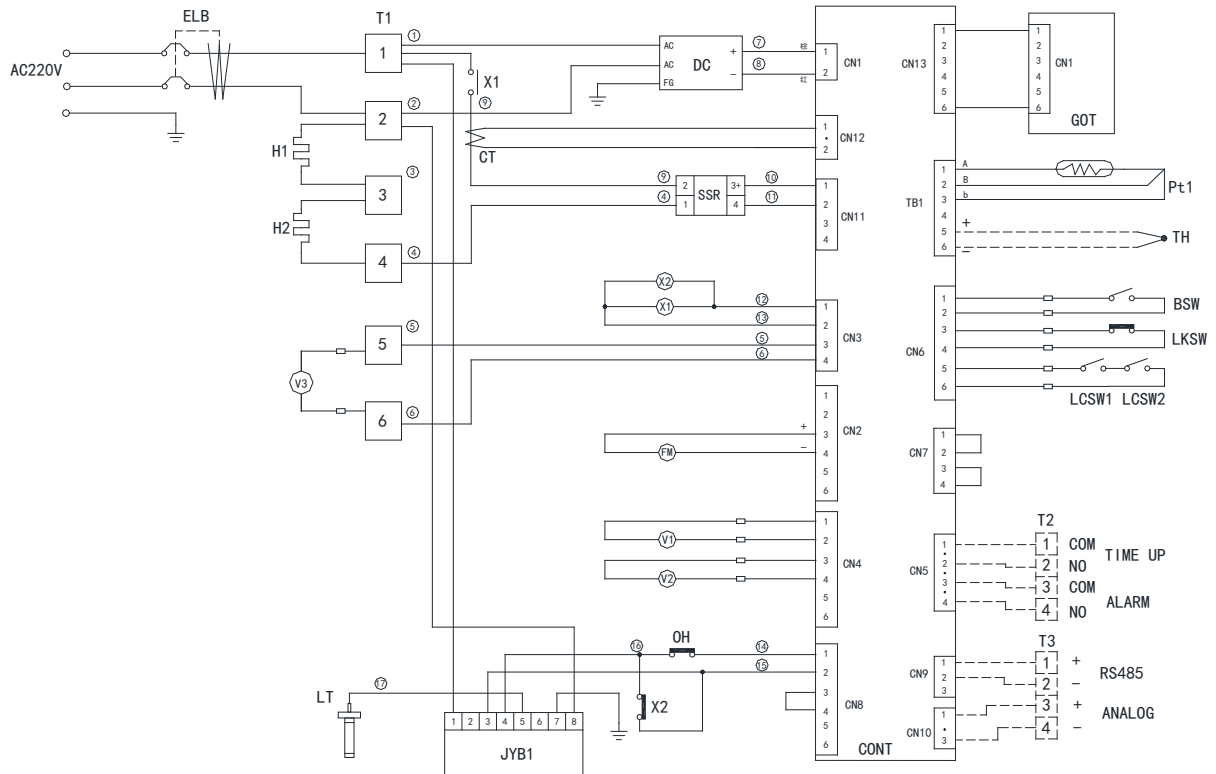 ELB
T1
AC220V
1
①
2
②
H1
3
③
H2
4
④
5
⑤
V3
6
⑥
X1
⑨
CT
AC
AC
FG
DC
+
−
⑦
⑧
棕
红
1
2
CN1
1
•
2
CN12
⑨
④
2
1
SSR
3+
4
⑩
⑪
1
2
3
4
CN11
X2
X1
⑫
⑬
⑤
⑥
1
2
3
4
CN3
+
−
FM
1
2
3
4
5
6
CN2
V1
V2
1
2
3
4
5
6
CN4
⑯
OH
⑭
⑮
X2
1
2
3
4
5
6
CN8
CONT
LT
⑰
1 2 3 4 5 6 7 8
JYB1
CN13
1
2
3
4
5
6
1
2
3
4
5
6
CN1
GOT
TB1
1
2
3
4
5
6
A
B
b
+
−
Pt1
TH
CN6
1
2
3
4
5
6
BSW
LKSW
LCSW1 LCSW2
CN7
1
2
3
4
CN5
1
•
2
•
3
•
4
T2
1 COM
2 NO
TIME UP
3 COM
4 NO
ALARM
CN9
1
2
3
T3
1 +
2 −
RS485
CN10
1
•
3
3 +
4 −
ANALOG